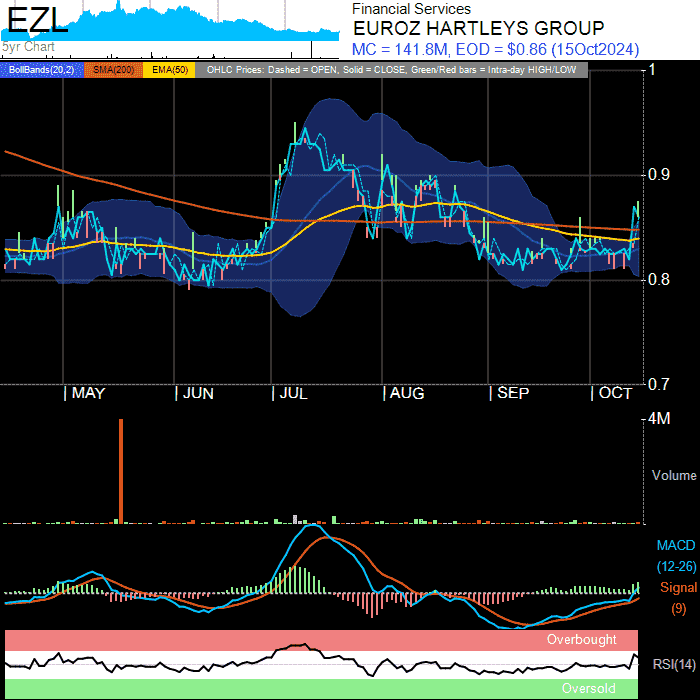 EZL
5yr Chart
Financial Services
EUROZ HARTLEYS GROUP
MC = 141.8M, EOD = $0.86 (15Oct2024)
BollBands(20,2) SMA(200) EMA(50) OHLC Prices: Dashed = OPEN, Solid = CLOSE, Green/Red bars = Intra-day HIGH/LOW
1
0.9
0.8
0.7
| MAY | JUN | JUL | AUG | SEP | OCT
4M
Volume
MACD
(12-26)
Signal
(9)
Overbought
RSI(14)
Oversold